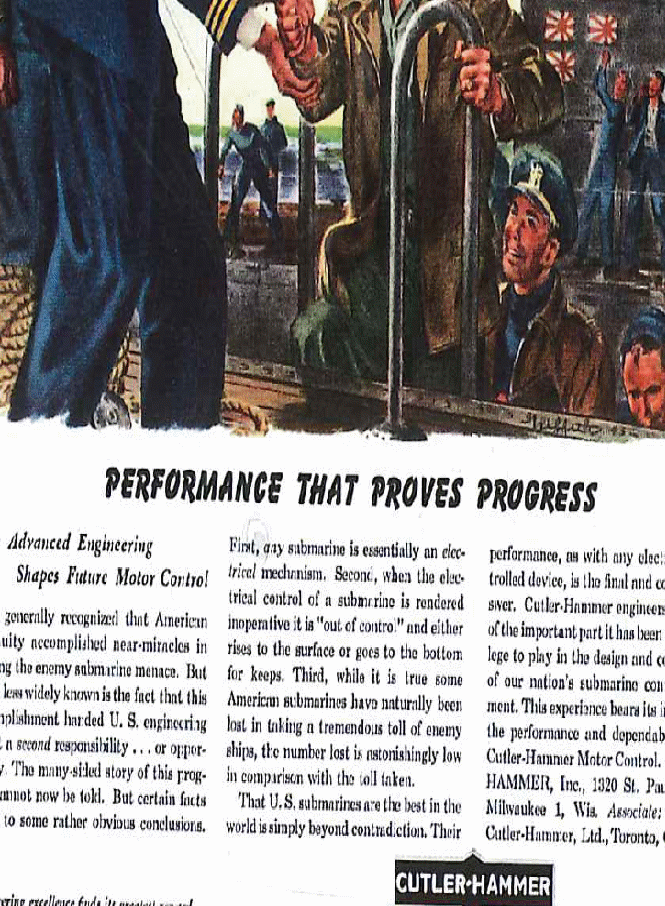 PERFORMANCE THAT PROVES PROGRESS
Advanced Engineering
Shapes Future Motor Control
generally recognized that American
uity accomplished near-miracles in
ng the enemy submarine menace. But
less widely known is the fact that this
mplishment handed U. S. engineering
a second responsibility . . . or oppor-
y. The many-sided story of this prog-
annot now be told. But certain facts
to some rather obvious conclusions.
First, any submarine is essentially an elec-
trical mechanism. Second, when the elec-
trical control of a submarine is rendered
inoperative it is "out of control" and either
rises to the surface or goes to the bottom
for keeps. Third, while it is true some
American submarines have naturally been
lost in taking a tremendous toll of enemy
ships, the number lost is astonishingly low
in comparison with the toll taken.
That U.S. submarines are the best in the
world is simply beyond contradiction. Their
performance, as with any elec
trolled device, is the final and co
swer. Cutler-Hammer engineers
of the important part it has been
lege to play in the design and co
of our nation's submarine con
ment. This experience bears its i
the performance and dependab
Cutler-Hammer Motor Control.
HAMMER, Inc., 1320 St. Pau
Milwaukee 1, Wis. Associate:
Cutler-Hammer, Ltd., Toronto,
CUTLER-HAMMER
ering excellence finds its greatest